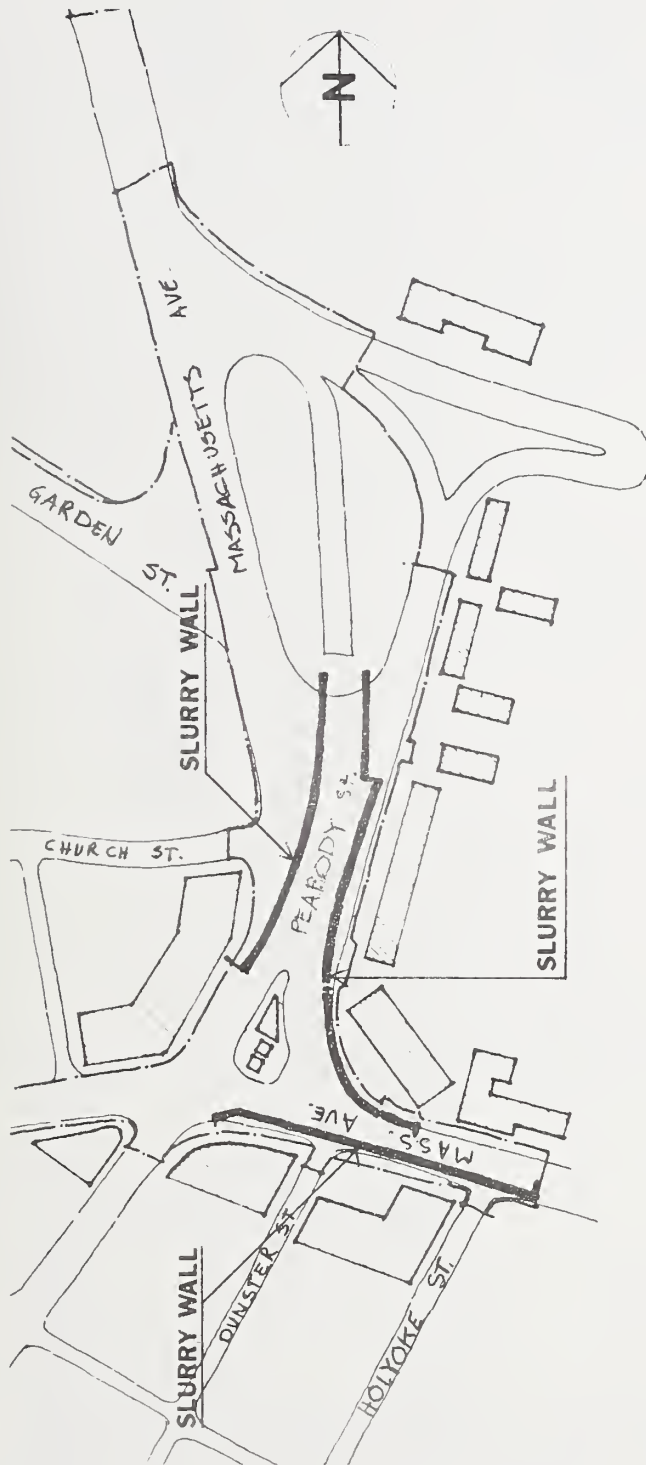 N
MASSACHUSETTS AVE.
GARDEN ST.
SLURRY WALL
CHURCH ST.
PEABODY ST.
SLURRY WALL
MASS. AVE.
SLURRY WALL
DUNSTER ST
HOLYOKE ST.